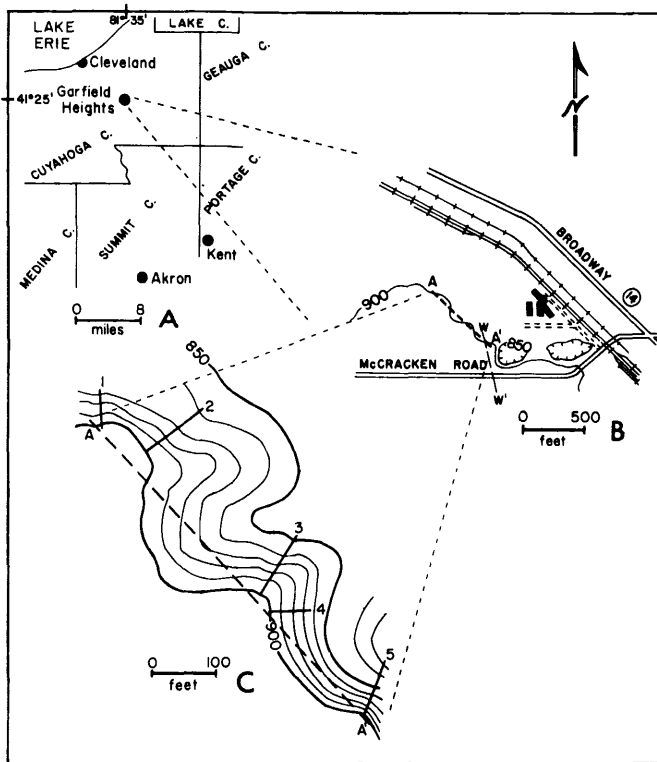 81° 35'
LAKE
ERIE
LAKE C.
Cleveland
GEAUGA C.
41° 25'
Garfield
Heights
N
CUYAHOGA C.
PORTAGE C.
MEDINA C.
SUMMIT C.
Kent
Akron
0 8
miles
A
BROADWAY
14
900
A
W
A'
850
McCRACKEN ROAD
W'
0 500
feet
B
850
1
2
A
3
4
900
5
A'
0 100
feet
C